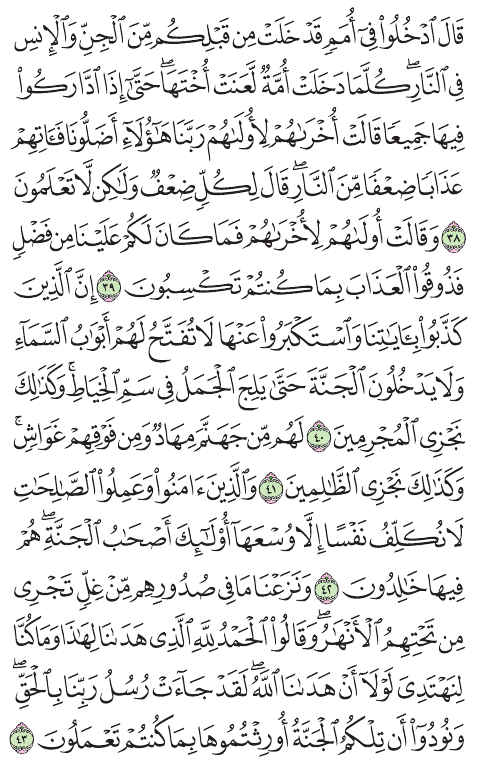 قَالَ ٱدْخُلُوا۟ فِىٓ أُمَمٍ قَدْ خَلَتْ مِن قَبْلِكُم مِّنَ ٱلْجِنِّ وَٱلْإِنسِ
فِى ٱلنَّارِ ۖ كُلَّمَا دَخَلَتْ أُمَّةٌ لَّعَنَتْ أُخْتَهَا ۖ حَتَّىٰٓ إِذَا ٱدَّارَكُوا۟
فِيهَا جَمِيعًا قَالَتْ أُخْرَىٰهُمْ لِأُولَىٰهُمْ رَبَّنَا هَـٰٓؤُلَآءِ أَضَلُّونَا فَـَٔاتِهِمْ
عَذَابًا ضِعْفًا مِّنَ ٱلنَّارِ ۖ قَالَ لِكُلٍّ ضِعْفٌ وَلَـٰكِن لَّا تَعْلَمُونَ
٣٨ وَقَالَتْ أُولَىٰهُمْ لِأُخْرَىٰهُمْ فَمَا كَانَ لَكُمْ عَلَيْنَا مِن فَضْلٍ
فَذُوقُوا۟ ٱلْعَذَابَ بِمَا كُنتُمْ تَكْسِبُونَ ٣٩ إِنَّ ٱلَّذِينَ
كَذَّبُوا۟ بِـَٔايَـٰتِنَا وَٱسْتَكْبَرُوا۟ عَنْهَا لَا تُفَتَّحُ لَهُمْ أَبْوَٰبُ ٱلسَّمَآءِ
وَلَا يَدْخُلُونَ ٱلْجَنَّةَ حَتَّىٰ يَلِجَ ٱلْجَمَلُ فِى سَمِّ ٱلْخِيَاطِ ۚ وَكَذَٰلِكَ
نَجْزِى ٱلْمُجْرِمِينَ ٤٠ لَهُم مِّن جَهَنَّمَ مِهَادٌ وَمِن فَوْقِهِمْ غَوَاشٍ ۚ
وَكَذَٰلِكَ نَجْزِى ٱلظَّـٰلِمِينَ ٤١ وَٱلَّذِينَ ءَامَنُوا۟ وَعَمِلُوا۟ ٱلصَّـٰلِحَـٰتِ
لَا نُكَلِّفُ نَفْسًا إِلَّا وُسْعَهَآ أُو۟لَـٰٓئِكَ أَصْحَـٰبُ ٱلْجَنَّةِ ۖ هُمْ
فِيهَا خَـٰلِدُونَ ٤٢ وَنَزَعْنَا مَا فِى صُدُورِهِم مِّنْ غِلٍّ تَجْرِى
مِن تَحْتِهِمُ ٱلْأَنْهَـٰرُ ۖ وَقَالُوا۟ ٱلْحَمْدُ لِلَّهِ ٱلَّذِى هَدَىٰنَا لِهَـٰذَا وَمَا كُنَّا
لِنَهْتَدِىَ لَوْلَآ أَنْ هَدَىٰنَا ٱللَّهُ ۖ لَقَدْ جَآءَتْ رُسُلُ رَبِّنَا بِٱلْحَقِّ ۖ
وَنُودُوٓا۟ أَن تِلْكُمُ ٱلْجَنَّةُ أُورِثْتُمُوهَا بِمَا كُنتُمْ تَعْمَلُونَ ٤٣